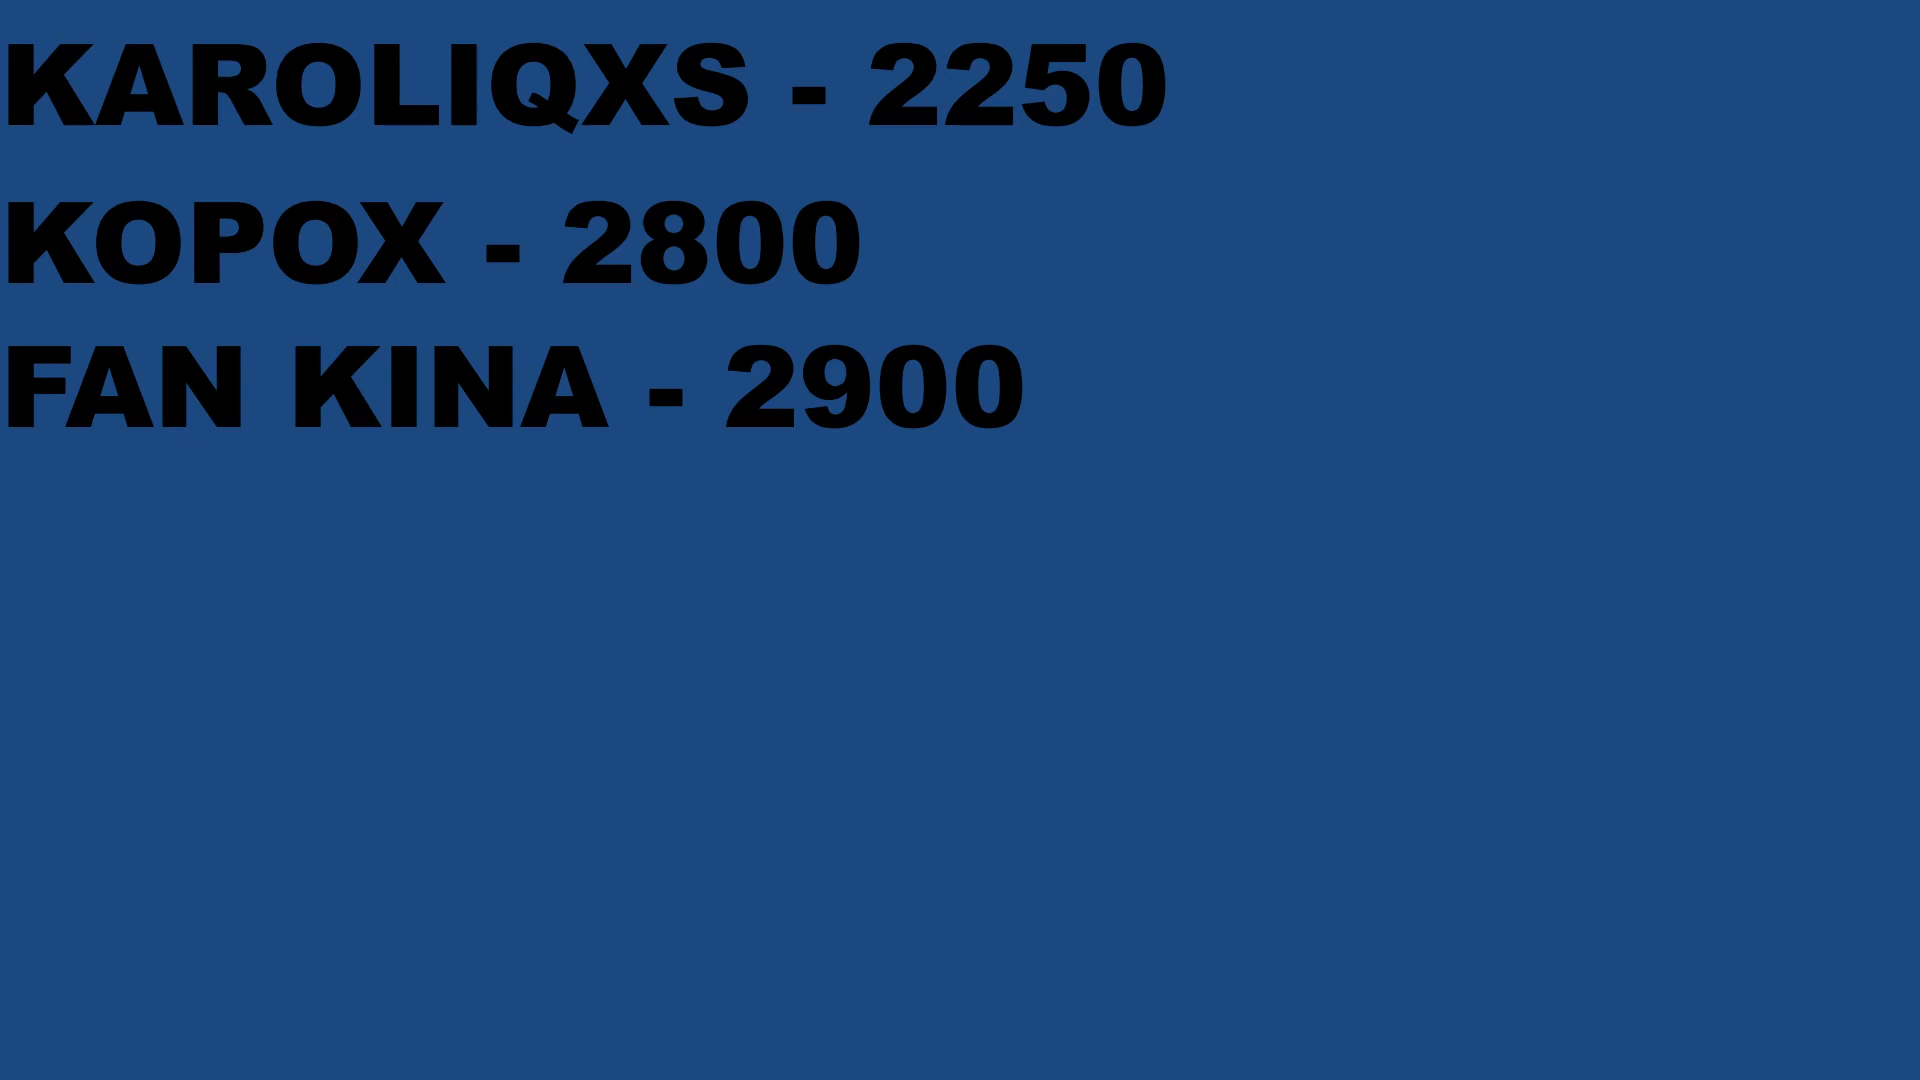 KAROLIQXS - 2250
KOPOX - 2800
FAN KINA - 2900